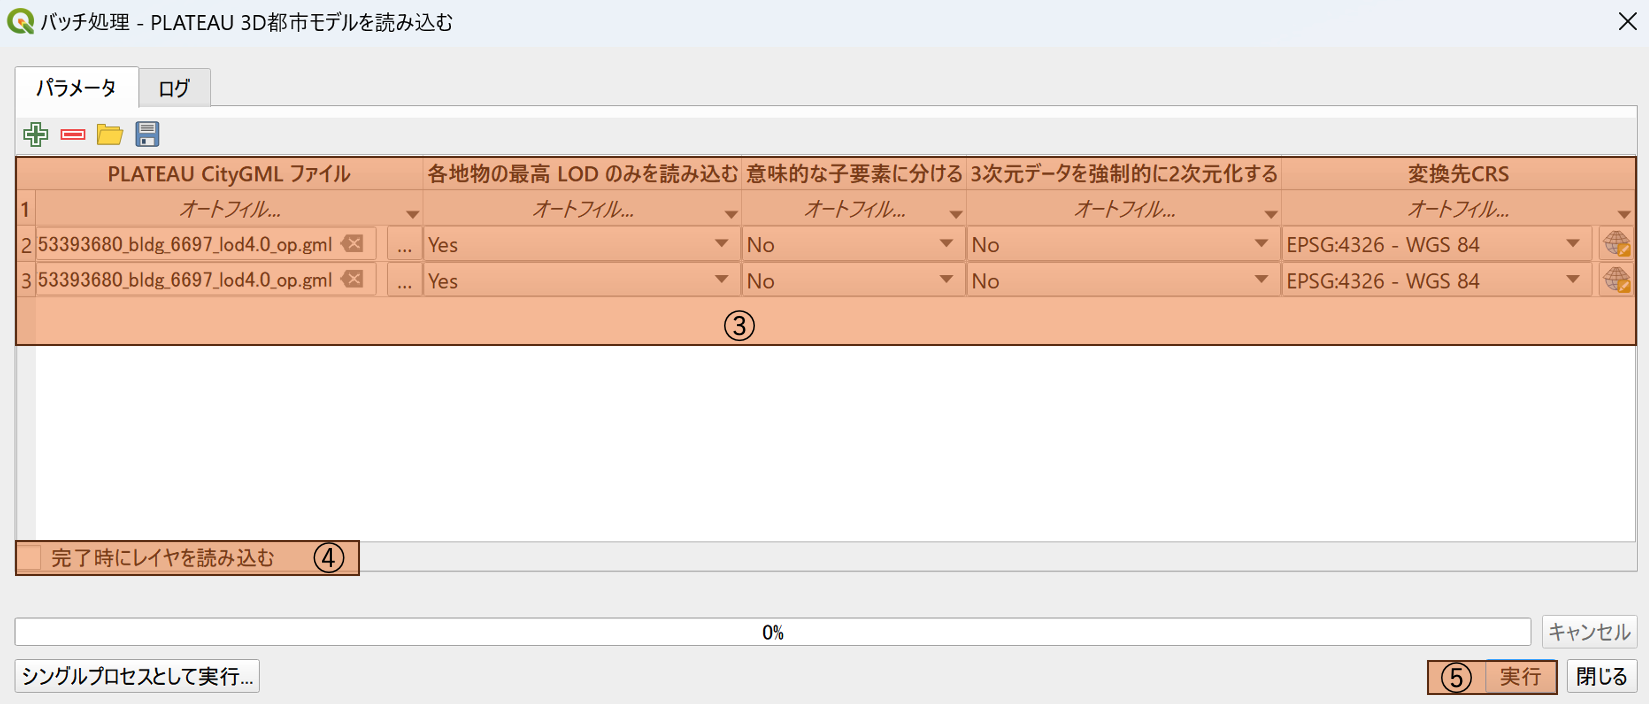 バッチ処理 - PLATEAU 3D都市モデルを読み込む
パラメータ ログ
PLATEAU CityGML ファイル 各地物の最高 LOD のみを読み込む 意味的な子要素に分ける 3次元データを強制的に2次元化する 変換先CRS
1 オートフィル... オートフィル... オートフィル... オートフィル... オートフィル...
2 53393680_bldg_6697_lod4.0_op.gml ... Yes No No EPSG:4326 - WGS 84
3 53393680_bldg_6697_lod4.0_op.gml ... Yes No No EPSG:4326 - WGS 84
③
完了時にレイヤを読み込む ④
0% キャンセル
シングルプロセスとして実行... ⑤ 実行 閉じる